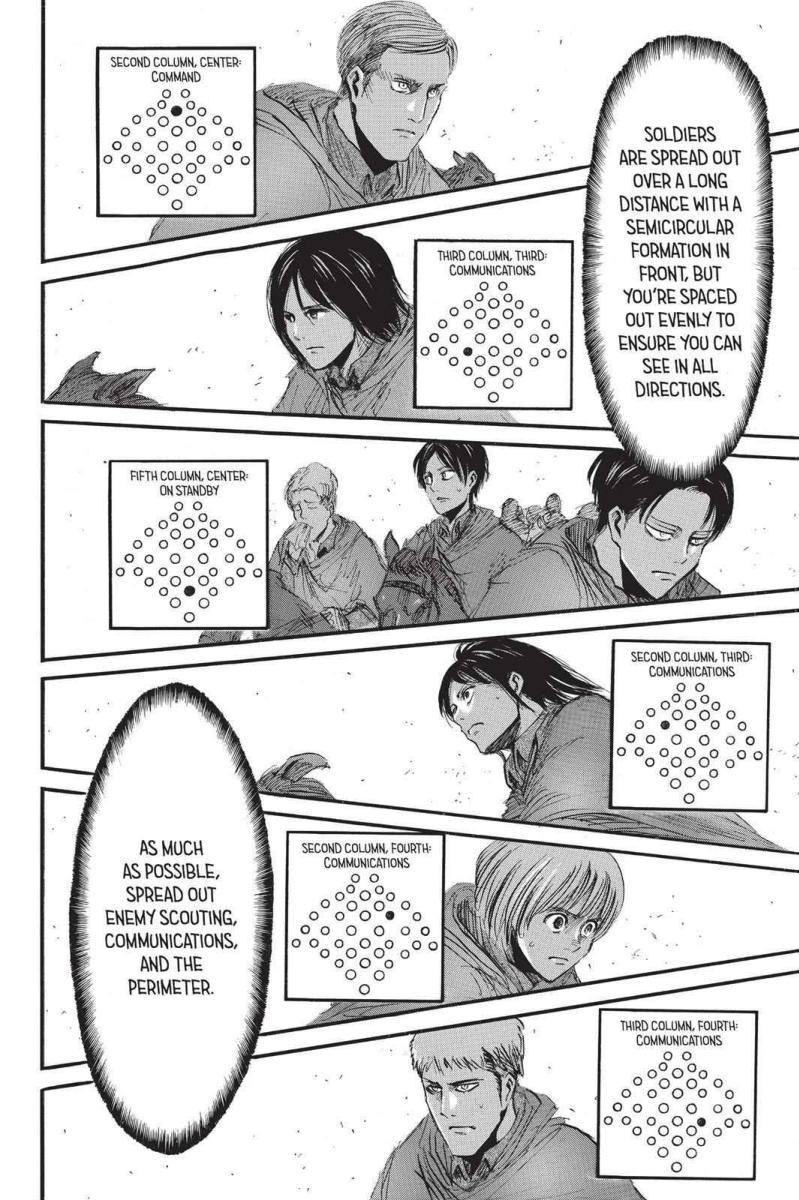 SOLDIERS
ARE SPREAD OUT
OVER A LONG
DISTANCE WITH A
SEMICIRCULAR
FORMATION IN
FRONT, BUT
YOU'RE SPACED
OUT EVENLY TO
ENSURE YOU CAN
SEE IN ALL
DIRECTIONS.
SECOND COLUMN, CENTER:
COMMAND
THIRD COLUMN, THIRD:
COMMUNICATIONS
FIFTH COLUMN, CENTER:
ON STANDBY
SECOND COLUMN, THIRD:
COMMUNICATIONS
SECOND COLUMN, FOURTH:
COMMUNICATIONS
AS MUCH
AS POSSIBLE,
SPREAD OUT
ENEMY SCOUTING,
COMMUNICATIONS,
AND THE
PERIMETER.
THIRD COLUMN, FOURTH:
COMMUNICATIONS